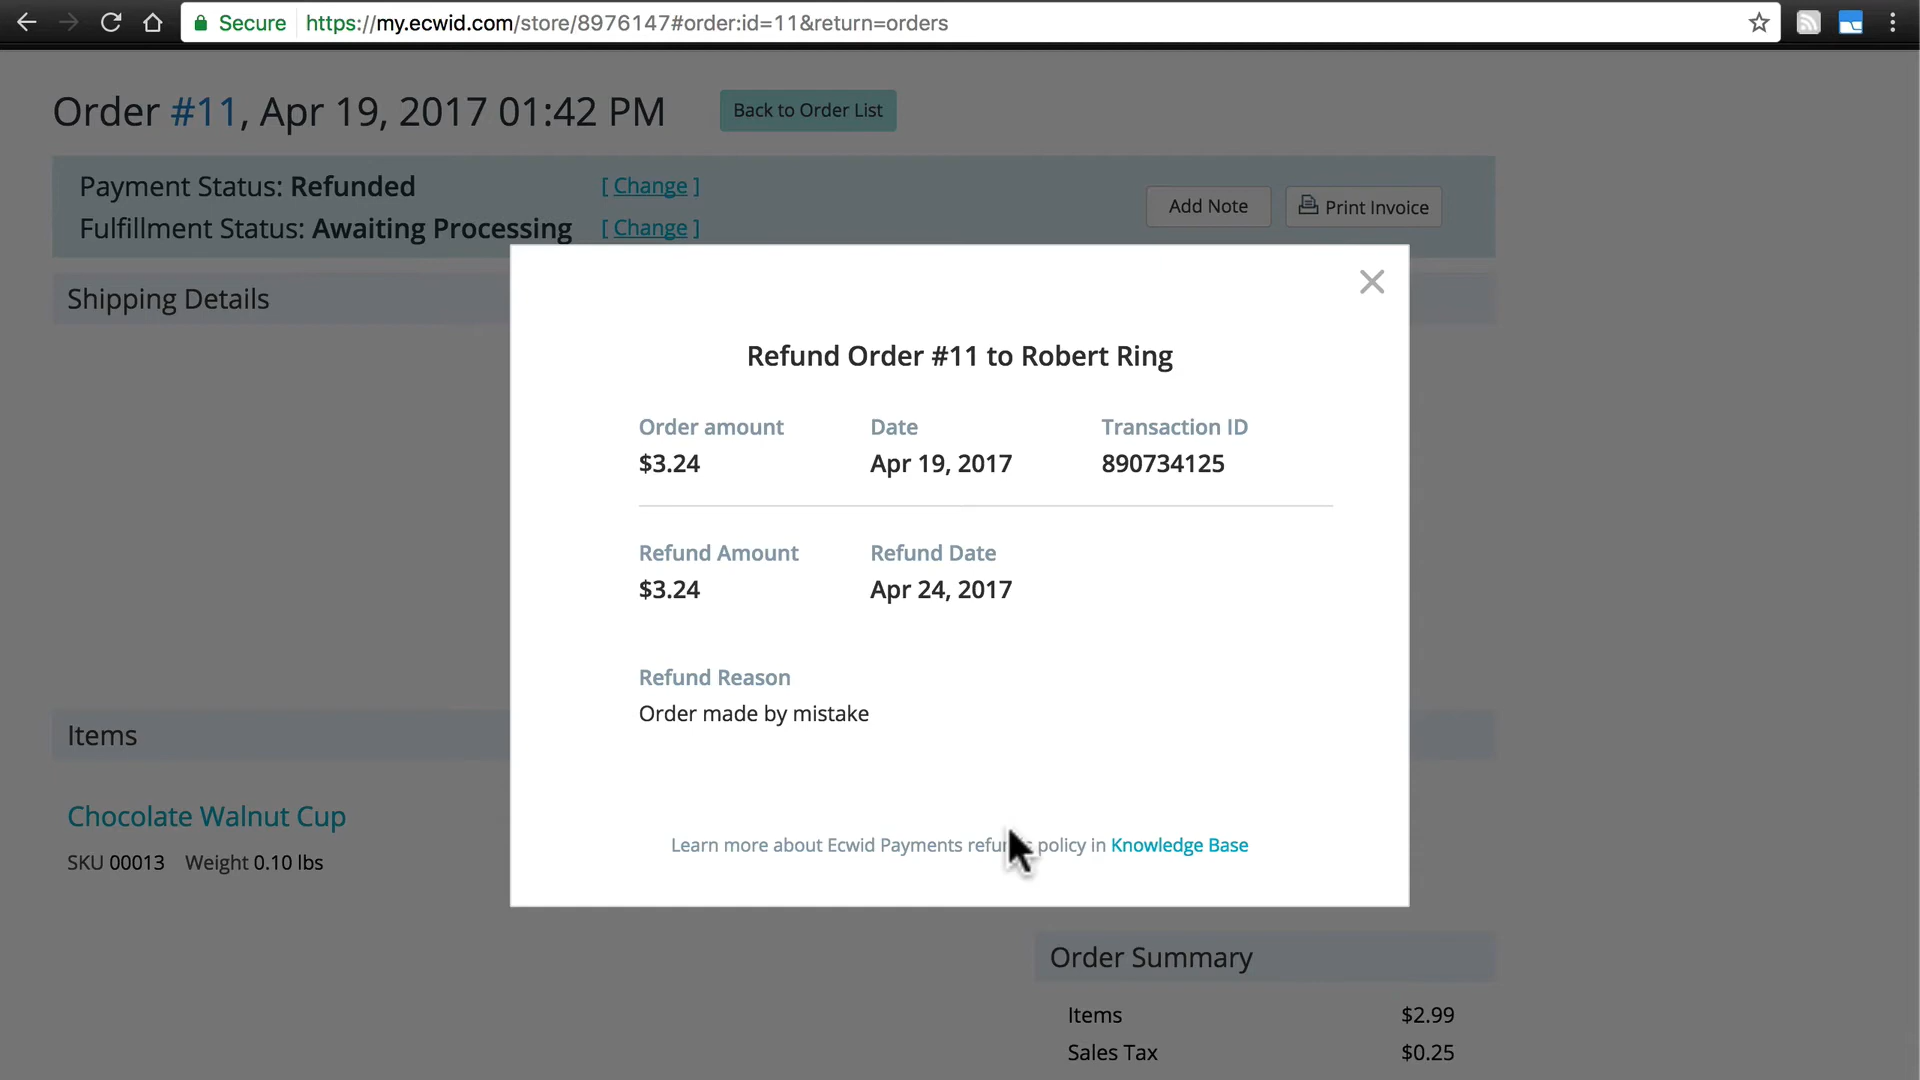 Secure https://my.ecwid.com/store/8976147#order:id=11&return=orders
Order #11, Apr 19, 2017 01:42 PM
Back to Order List
Payment Status: Refunded [ Change ]
Fulfillment Status: Awaiting Processing [ Change ]
Add Note Print Invoice
Shipping Details
Refund Order #11 to Robert Ring
Order amount Date Transaction ID
$3.24 Apr 19, 2017 890734125
Refund Amount Refund Date
$3.24 Apr 24, 2017
Refund Reason
Order made by mistake
Learn more about Ecwid Payments policy in Knowledge Base
Items
Chocolate Walnut Cup
SKU 00013 Weight 0.10 lbs
Order Summary
Items $2.99
Sales Tax $0.25